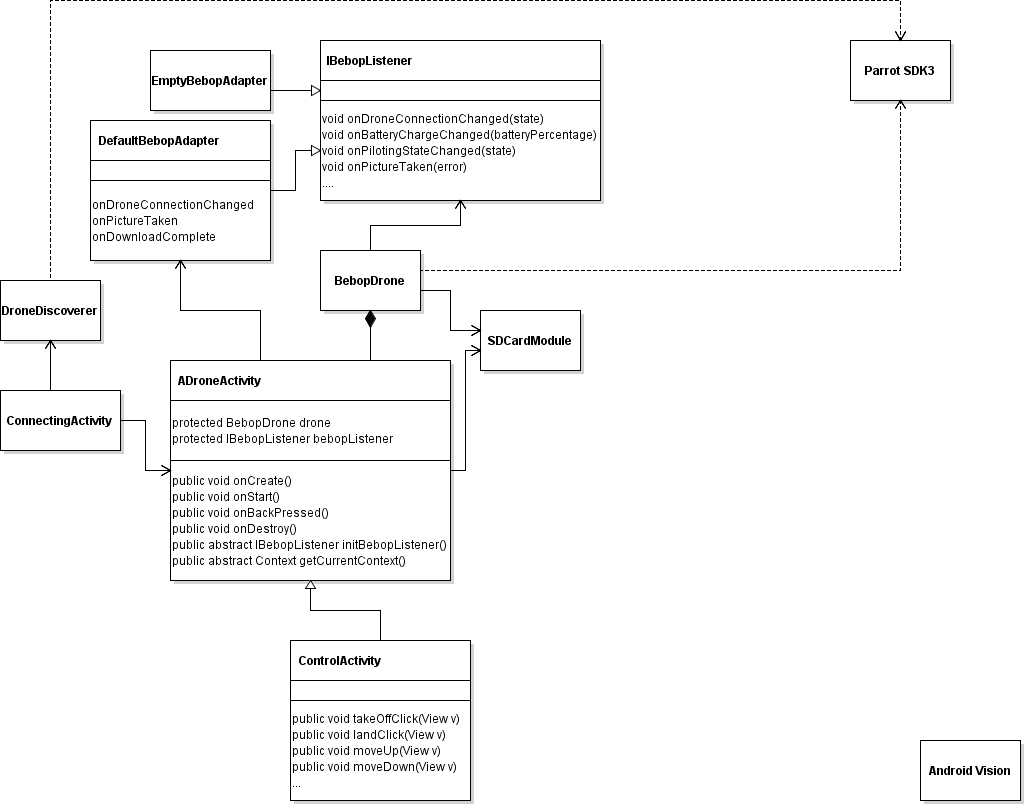 IBebopListener
void onDroneConnectionChanged(state)
void onBatteryChargeChanged(batteryPercentage)
void onPilotingStateChanged(state)
void onPictureTaken(error)
....
Parrot SDK3
EmptyBebopAdapter
DefaultBebopAdapter
onDroneConnectionChanged
onPictureTaken
onDownloadComplete
BebopDrone
DroneDiscoverer
SDCardModule
ConnectingActivity
ADroneActivity
protected BebopDrone drone
protected IBebopListener bebopListener
public void onCreate()
public void onStart()
public void onBackPressed()
public void onDestroy()
public abstract IBebopListener initBebopListener()
public abstract Context getCurrentContext()
ControlActivity
public void takeOffClick(View v)
public void landClick(View v)
public void moveUp(View v)
public void moveDown(View v)
...
Android Vision